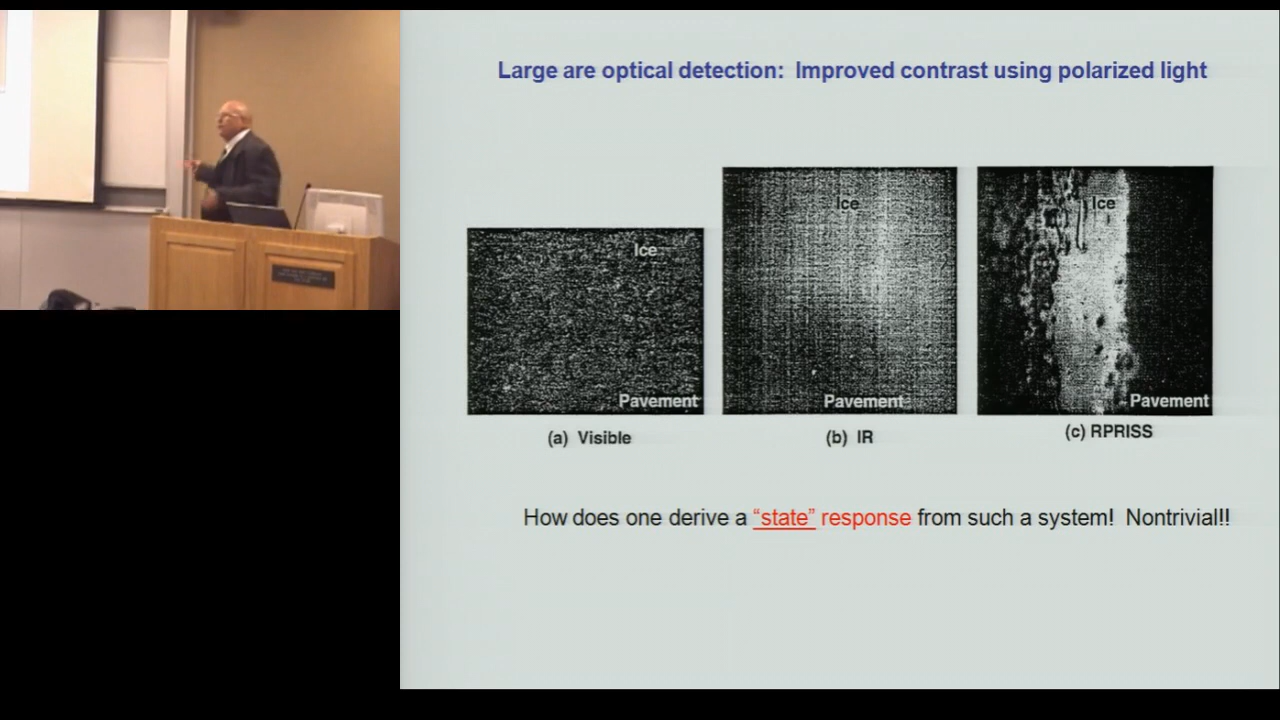 Large are optical detection: Improved contrast using polarized light
Ice
Pavement
(a) Visible
Ice
Pavement
(b) IR
Ice
Pavement
(c) RPRISS
How does one derive a “state” response from such a system! Nontrivial!!